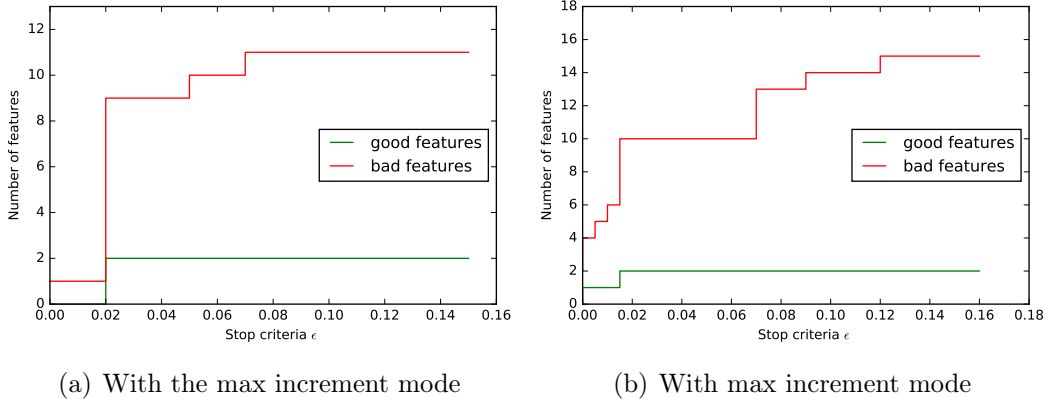 12
10
8
6
4
2
0
Number of features
good features
bad features
0.00 0.02 0.04 0.06 0.08 0.10 0.12 0.14 0.16
Stop criteria ϵ
(a) With the max increment mode
18
16
14
12
10
8
6
4
2
0
Number of features
good features
bad features
0.00 0.02 0.04 0.06 0.08 0.10 0.12 0.14 0.16 0.18
Stop criteria ϵ
(b) With max increment mode